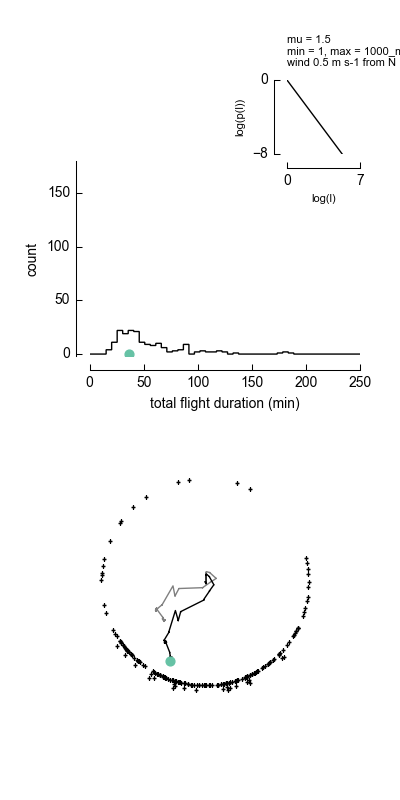 mu = 1.5
min = 1, max = 1000_m
wind 0.5 m s-1 from N
0
log(p(l))
−8
0
7
log(l)
150
100
50
0
count
0
50
100
150
200
250
total flight duration (min)